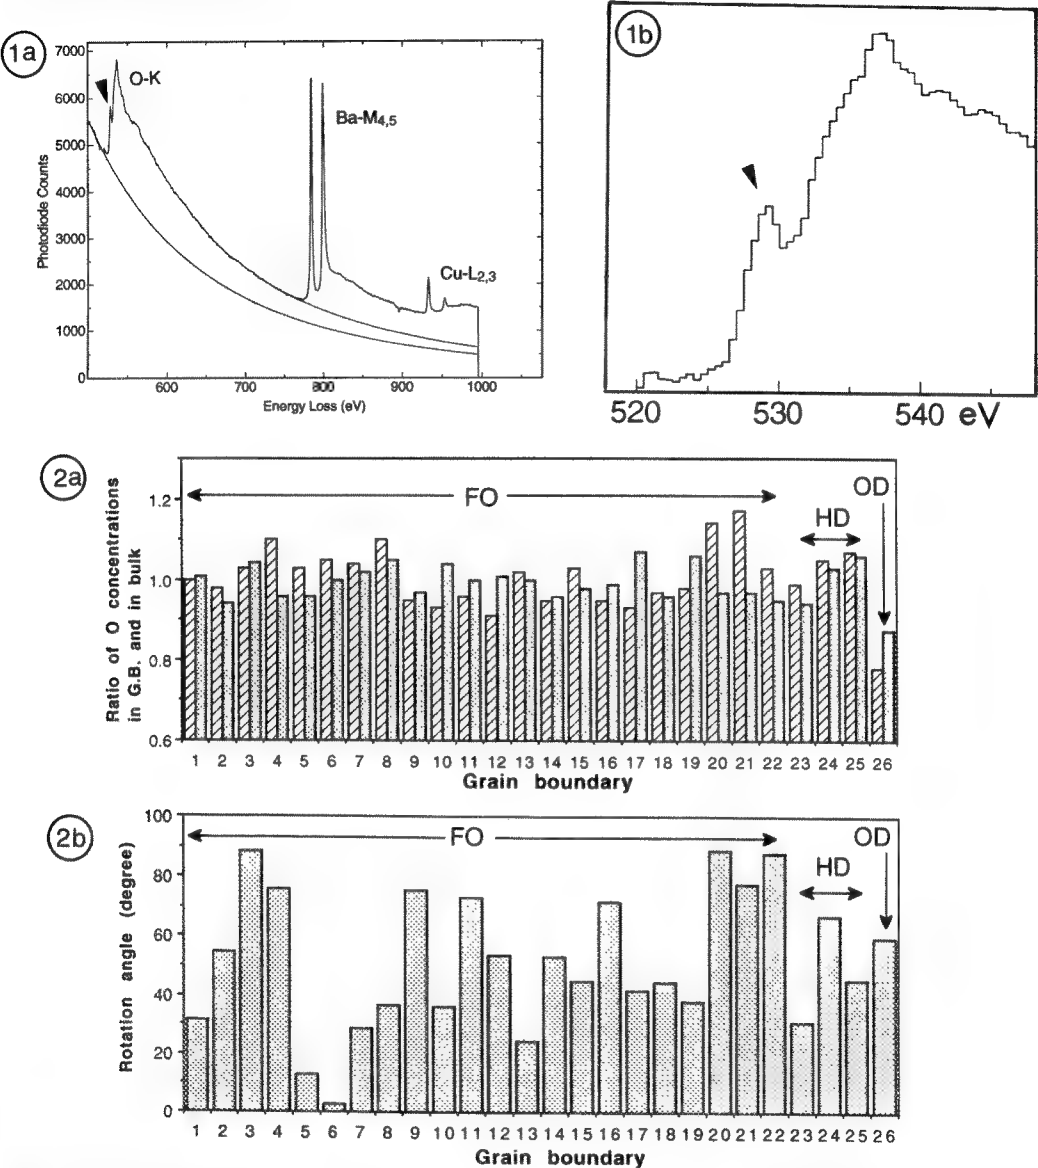 1a
7000
6000
5000
4000
3000
2000
1000
0
Photodiode Counts
O-K
Ba-M4,5
Cu-L2,3
600 700 800 900 1000
Energy Loss (eV)
1b
520 530 540 eV
2a
Ratio of O concentrations
in G.B. and in bulk
1.2
1.0
0.8
0.6
FO
HD
OD
1 2 3 4 5 6 7 8 9 10 11 12 13 14 15 16 17 18 19 20 21 22 23 24 25 26
Grain boundary
2b
Rotation angle (degree)
100
80
60
40
20
0
FO
HD
OD
1 2 3 4 5 6 7 8 9 10 11 12 13 14 15 16 17 18 19 20 21 22 23 24 25 26
Grain boundary